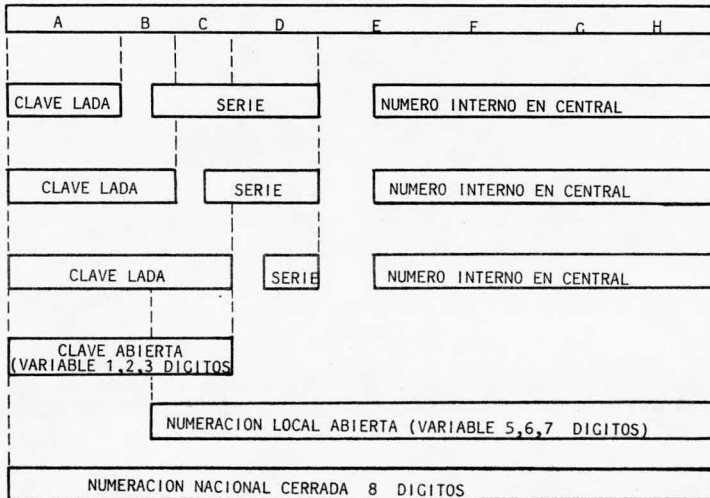 A B C D E F G H
CLAVE LADA SERIE NUMERO INTERNO EN CENTRAL
CLAVE LADA SERIE NUMERO INTERNO EN CENTRAL
CLAVE LADA SERIE NUMERO INTERNO EN CENTRAL
CLAVE ABIERTA
(VARIABLE 1,2,3 DIGITOS
NUMERACION LOCAL ABIERTA (VARIABLE 5,6,7 DIGITOS)
NUMERACION NACIONAL CERRADA 8 DIGITOS